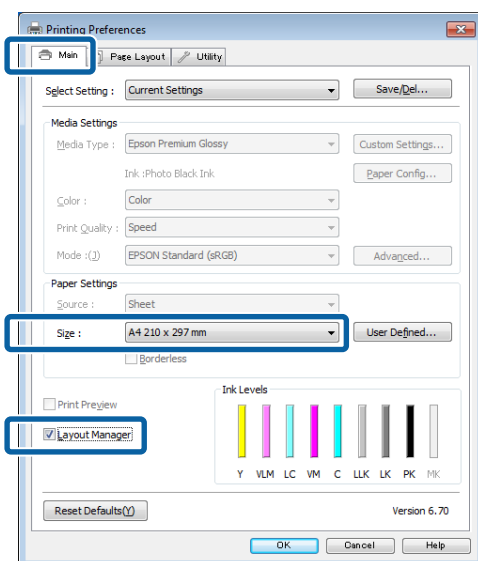 Printing Preferences
Main Page Layout Utility
Select Setting : Current Settings Save/Del...
Media Settings
Media Type : Epson Premium Glossy Custom Settings...
Ink :Photo Black Ink Paper Config...
Color : Color
Print Quality : Speed
Mode :(J) EPSON Standard (sRGB) Advanced...
Paper Settings
Source : Sheet
Size : A4 210 x 297 mm User Defined...
Borderless
Ink Levels
Print Preview
Layout Manager
Y VLM LC VM C LLK LK PK MK
Reset Defaults(Y) Version 6.70
OK Cancel Help